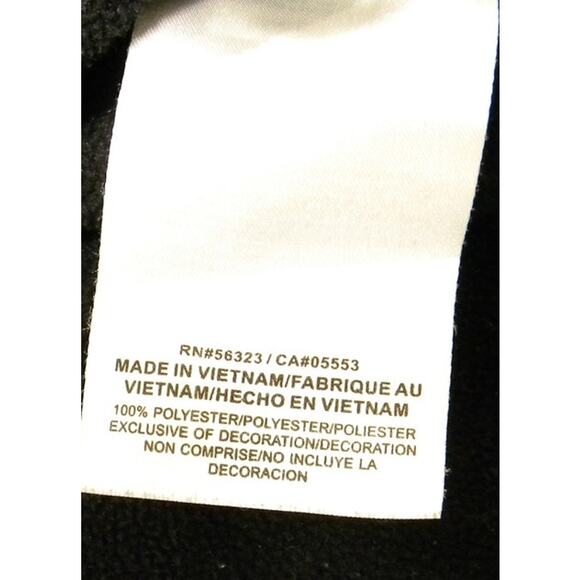 RN#56323 / CA#05553
MADE IN VIETNAM/FABRIQUE AU
VIETNAM/HECHO EN VIETNAM
100% POLYESTER/POLYESTER/POLIESTER
EXCLUSIVE OF DECORATION/DECORATION
NON COMPRISE/NO INCLUYE LA
DECORACION